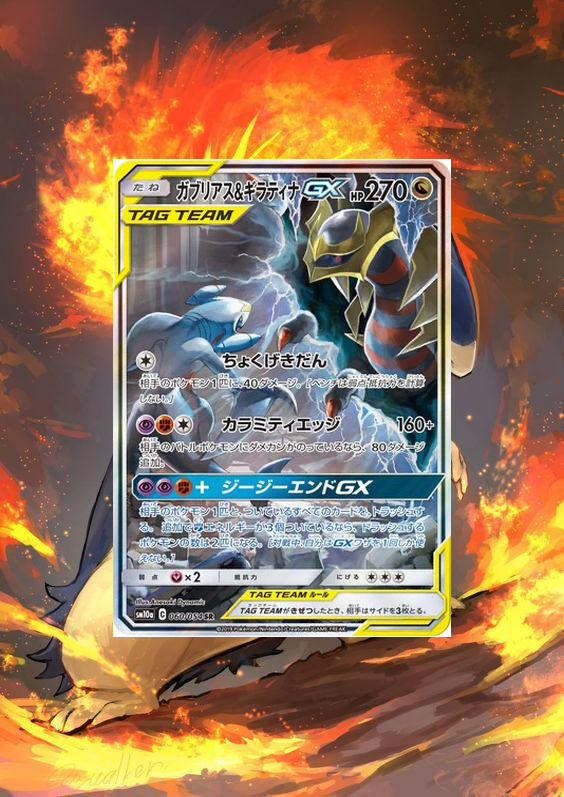 たね ガブリアス&ギラティナGX HP270
TAG TEAM
ちょくげきだん
相手のポケモン1匹に、40ダメージ。[ベンチは弱点・抵抗力を計算
しない。]
カラミティエッジ 160+
相手のバトルポケモンにダメカンがのっているなら、80ダメージ
追加。
+ ジージーエンドGX
相手のポケモン1匹と、ついているすべてのカードを、トラッシュす
る。追加でエネルギーが3個ついているなら、トラッシュする
ポケモンの数は2匹になる。[対戦中、自分はGXワザを1回しか使
えない。]
弱点 ×2 抵抗力 にげる
Illus. Anesaki Dynamic
TAG TEAM ルール
TAG TEAMがきぜつしたとき、相手はサイドを3枚とる。
sm10a C 060/054 SR
©2019 Pokémon/Nintendo/Creatures/GAME FREAK.